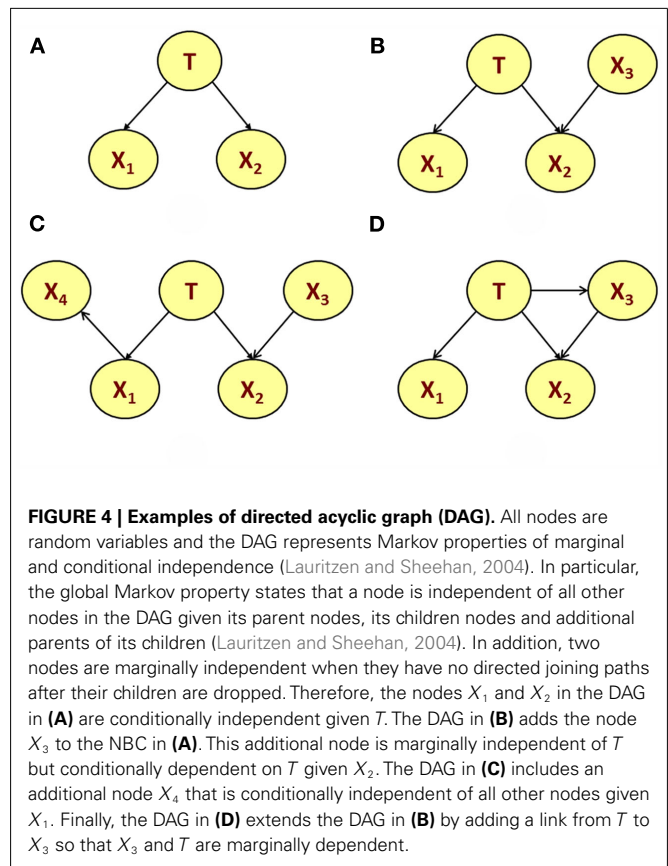 A
B
T
T
X₃
X₁
X₂
X₁
X₂
C
D
X₄
T
X₃
T
X₃
X₁
X₂
X₁
X₂
FIGURE 4 | Examples of directed acyclic graph (DAG). All nodes are
random variables and the DAG represents Markov properties of marginal
and conditional independence (Lauritzen and Sheehan, 2004). In particular,
the global Markov property states that a node is independent of all other
nodes in the DAG given its parent nodes, its children nodes and additional
parents of its children (Lauritzen and Sheehan, 2004). In addition, two
nodes are marginally independent when they have no directed joining paths
after their children are dropped. Therefore, the nodes X₁ and X₂ in the DAG
in (A) are conditionally independent given T. The DAG in (B) adds the node
X₃ to the NBC in (A). This additional node is marginally independent of T
but conditionally dependent on T given X₂. The DAG in (C) includes an
additional node X₄ that is conditionally independent of all other nodes given
X₁. Finally, the DAG in (D) extends the DAG in (B) by adding a link from T to
X₃ so that X₃ and T are marginally dependent.